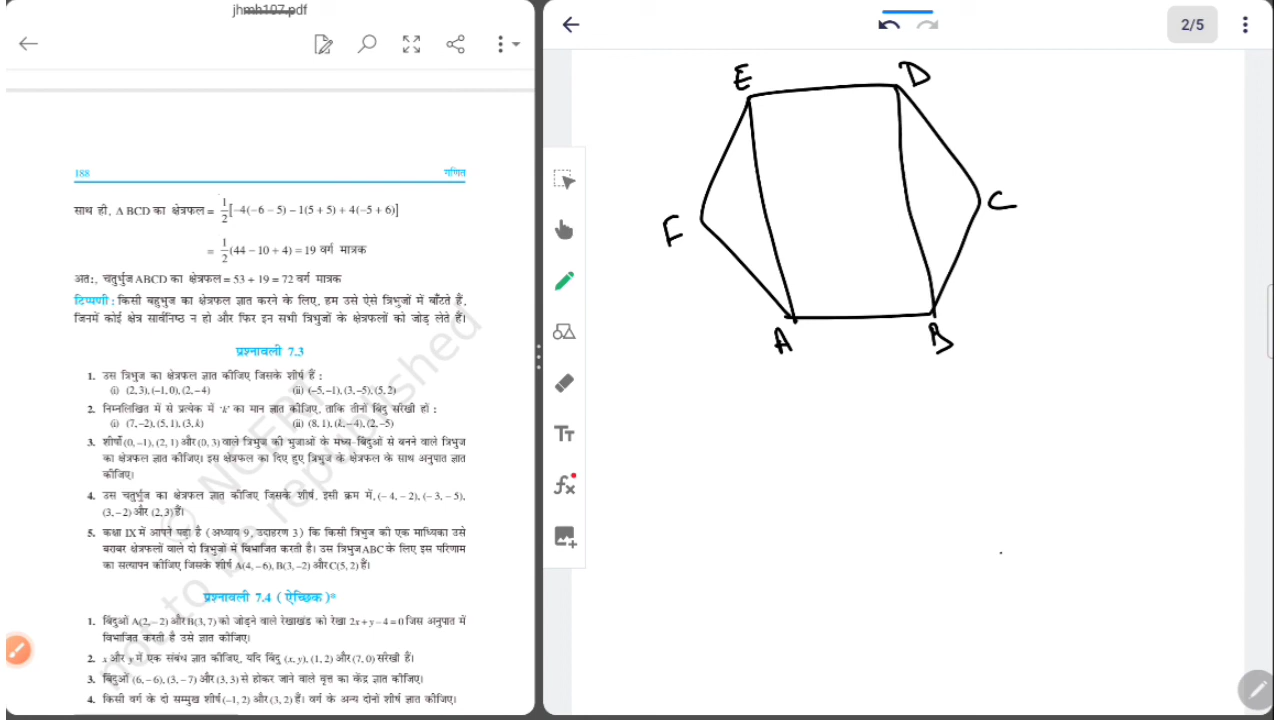 jhmh107.pdf
2/5
188 गणित
साथ ही, Δ BCD का क्षेत्रफल = 1/2[-4(-6 - 5) - 1(5 + 5) + 4(-5 + 6)]
= 1/2(44 - 10 + 4) = 19 वर्ग मात्रक
अतः, चतुर्भुज ABCD का क्षेत्रफल = 53 + 19 = 72 वर्ग मात्रक
टिप्पणी : किसी बहुभुज का क्षेत्रफल ज्ञात करने के लिए, हम उसे ऐसे त्रिभुजों में बाँटते हैं,
जिनमें कोई क्षेत्र सार्वनिष्ठ न हो और फिर इन सभी त्रिभुजों के क्षेत्रफलों को जोड़ लेते हैं।
प्रश्नावली 7.3
1. उस त्रिभुज का क्षेत्रफल ज्ञात कीजिए जिसके शीर्ष हैं :
(i) (2, 3), (-1, 0), (2, -4) (ii) (-5, -1), (3, -5), (5, 2)
2. निम्नलिखित में से प्रत्येक में 'k' का मान ज्ञात कीजिए, ताकि तीनों बिंदु सरेखी हों :
(i) (7, -2), (5, 1), (3, k) (ii) (8, 1), (k, -4), (2, -5)
3. शीर्षों (0, -1), (2, 1) और (0, 3) वाले त्रिभुज की भुजाओं के मध्य-बिंदुओं से बनने वाले त्रिभुज
का क्षेत्रफल ज्ञात कीजिए। इस क्षेत्रफल का दिए हुए त्रिभुज के क्षेत्रफल के साथ अनुपात ज्ञात
कीजिए।
4. उस चतुर्भुज का क्षेत्रफल ज्ञात कीजिए जिसके शीर्ष, इसी क्रम में, (- 4, - 2), (- 3, - 5),
(3, - 2) और (2, 3) हैं।
5. कक्षा IX में आपने पढ़ा है (अध्याय 9, उदाहरण 3) कि किसी त्रिभुज की एक माध्यिका उसे
बराबर क्षेत्रफलों वाले दो त्रिभुजों में विभाजित करती है। उस त्रिभुज ABC के लिए इस परिणाम
का सत्यापन कीजिए जिसके शीर्ष A(4, -6), B(3, -2) और C(5, 2) हैं।
प्रश्नावली 7.4 ( ऐच्छिक )*
1. बिंदुओं A(2, -2) और B(3, 7) को जोड़ने वाले रेखाखंड को रेखा 2x + y - 4 = 0 जिस अनुपात में
विभाजित करती है उसे ज्ञात कीजिए।
2. x और y में एक संबंध ज्ञात कीजिए, यदि बिंदु (x, y), (1, 2) और (7, 0) सरेखी हैं।
3. बिंदुओं (6, -6), (3, -7) और (3, 3) से होकर जाने वाले वृत्त का केंद्र ज्ञात कीजिए।
4. किसी वर्ग के दो सम्मुख शीर्ष (-1, 2) और (3, 2) हैं। वर्ग के अन्य दोनों शीर्ष ज्ञात कीजिए।
© NCERT
not to be republished
E D
F C
A B
Tт
fx